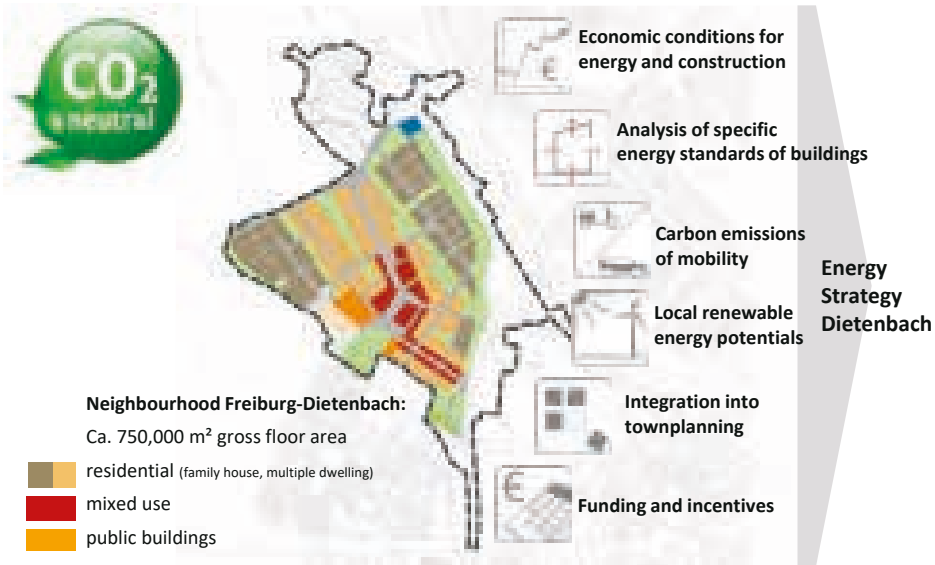 CO2
neutral
Economic conditions for
energy and construction
Analysis of specific
energy standards of buildings
Carbon emissions
of mobility
Local renewable
energy potentials
Integration into
townplanning
Funding and incentives
Energy
Strategy
Dietenbach
Neighbourhood Freiburg-Dietenbach:
Ca. 750,000 m² gross floor area
residential (family house, multiple dwelling)
mixed use
public buildings